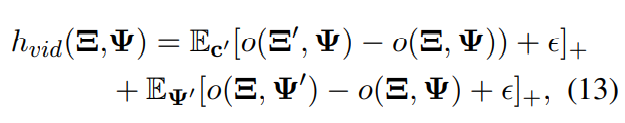 h_{vid}(Ξ,Ψ) = 𝔼_{c′}[o(Ξ′, Ψ) − o(Ξ, Ψ)) + ϵ]_+
+ 𝔼_{Ψ′}[o(Ξ, Ψ′) − o(Ξ, Ψ) + ϵ]_+, (13)